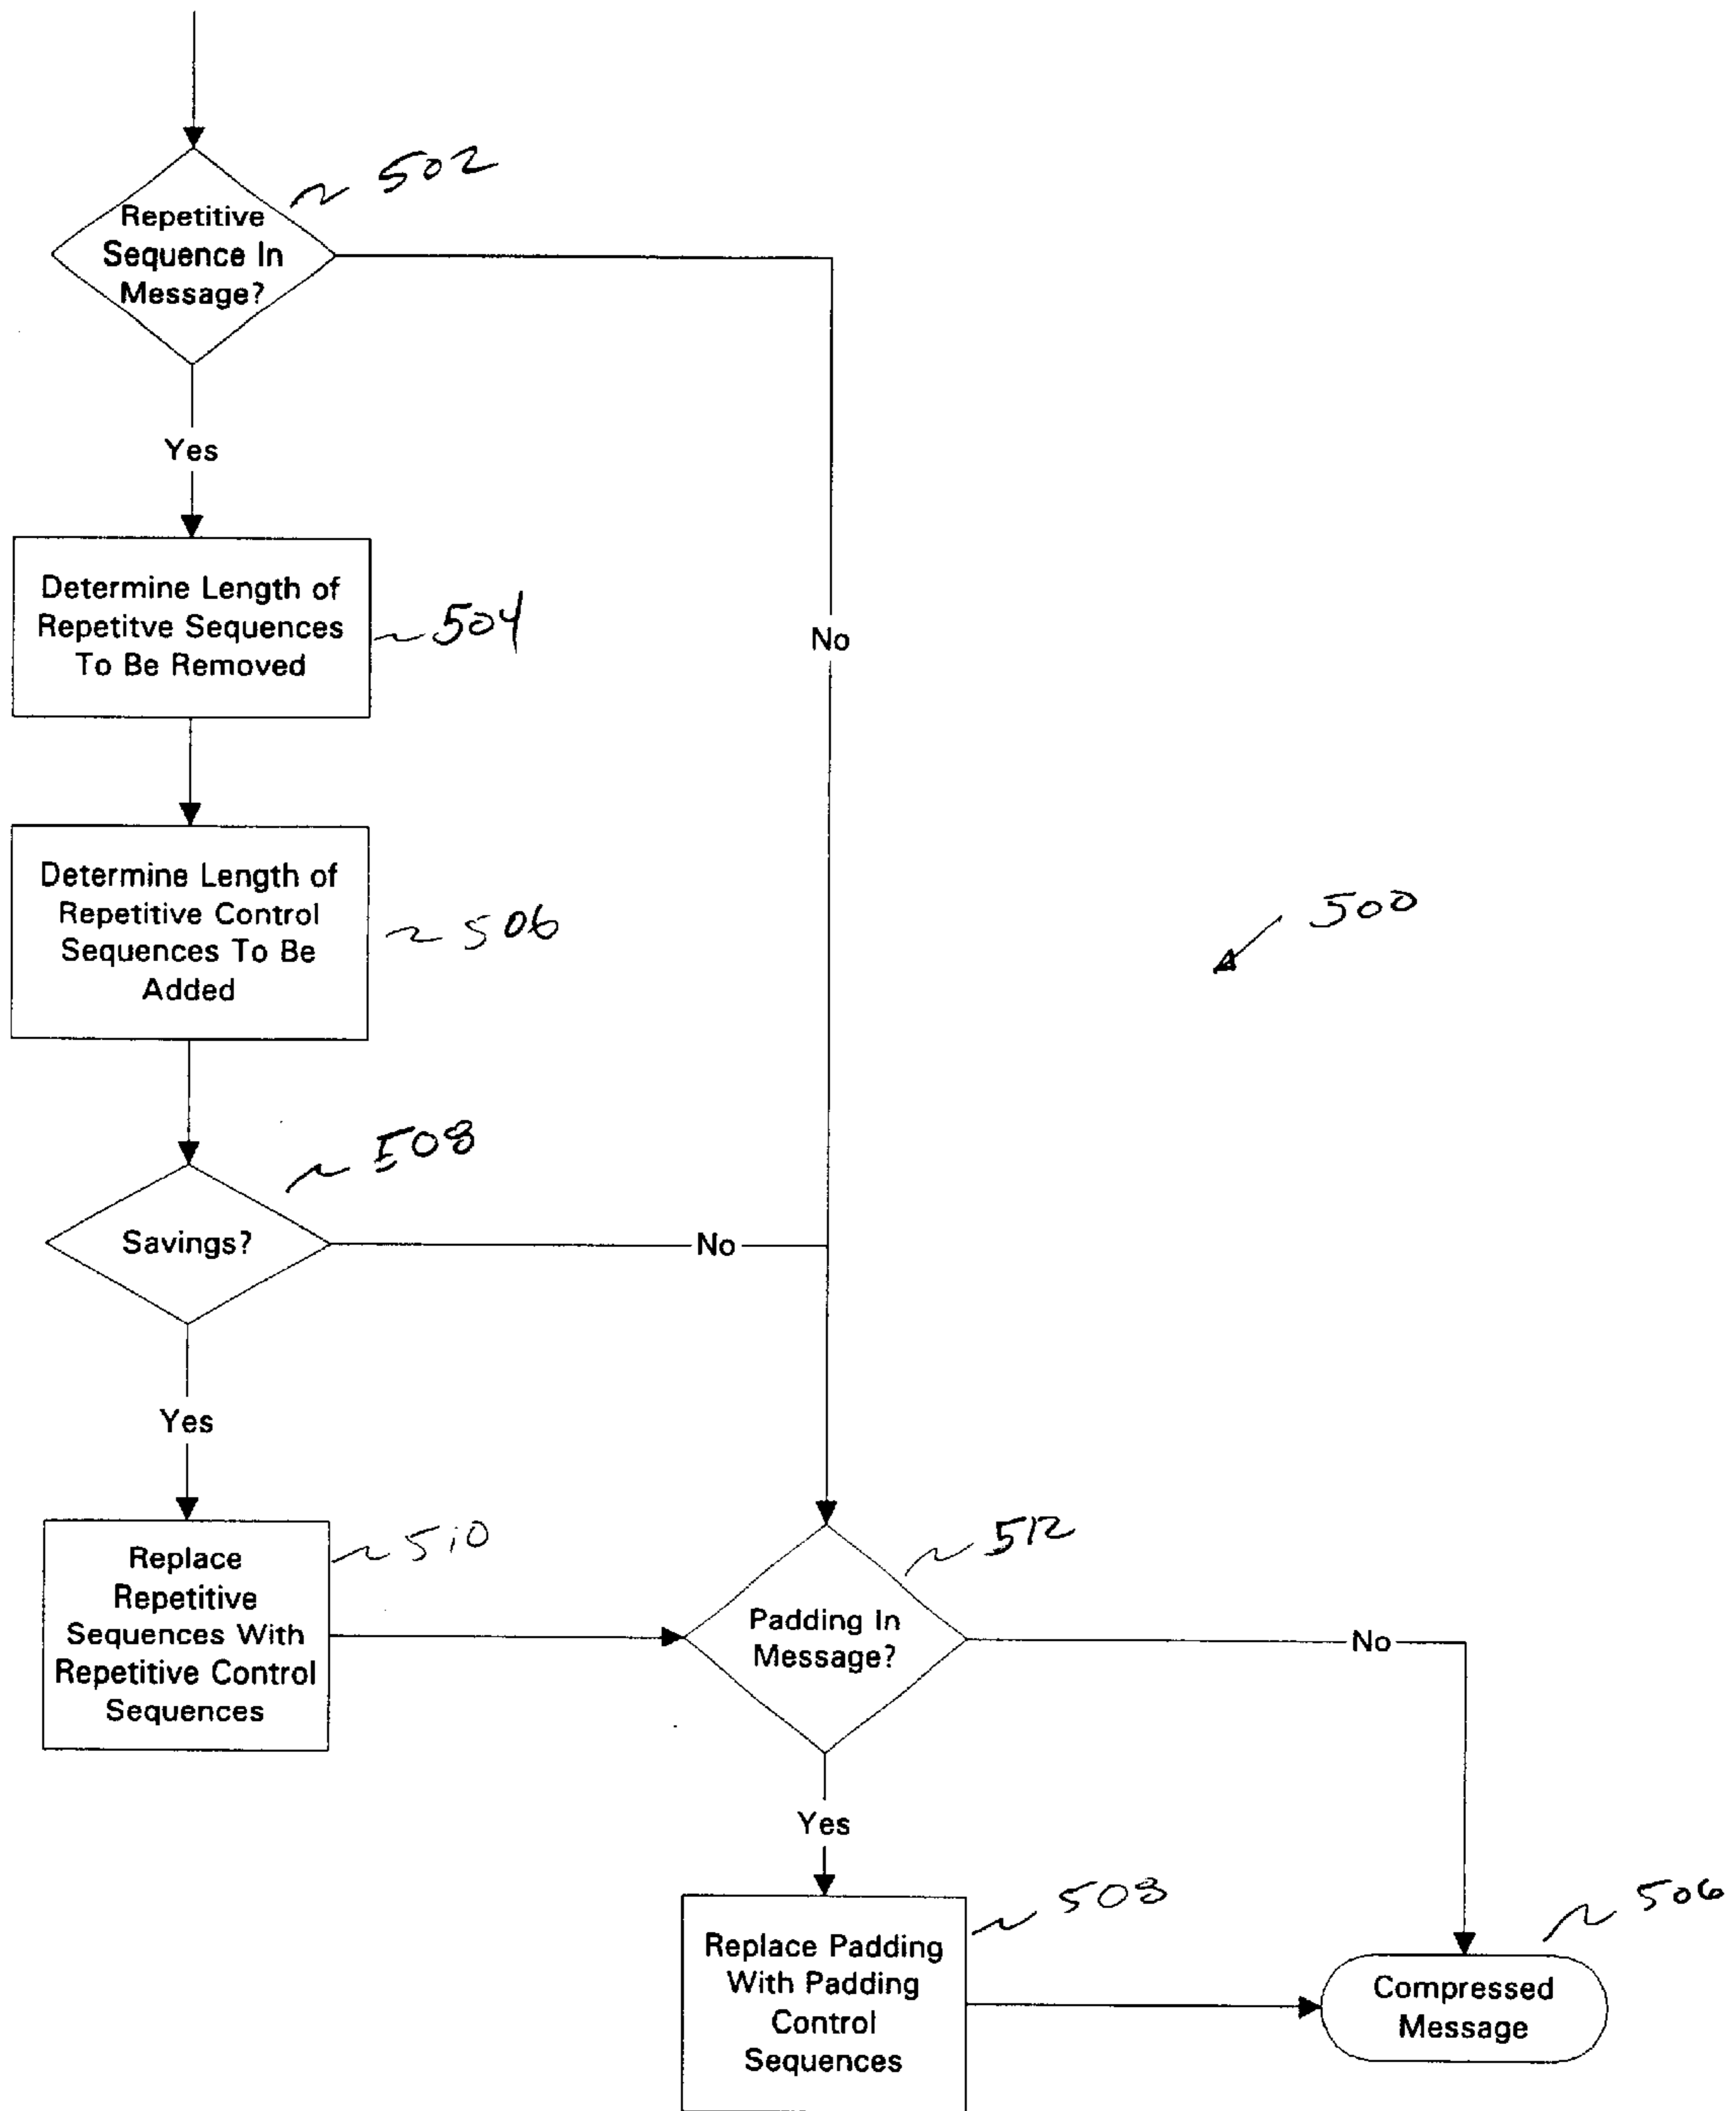 502
Repetitive
Sequence In
Message?
Yes
No
Determine Length of
Repetitve Sequences
To Be Removed
504
Determine Length of
Repetitive Control
Sequences To Be
Added
506
500
508
Savings?
No
Yes
Replace
Repetitive
Sequences With
Repetitive Control
Sequences
510
512
Padding In
Message?
No
Yes
Replace Padding
With Padding
Control
Sequences
508
506
Compressed
Message